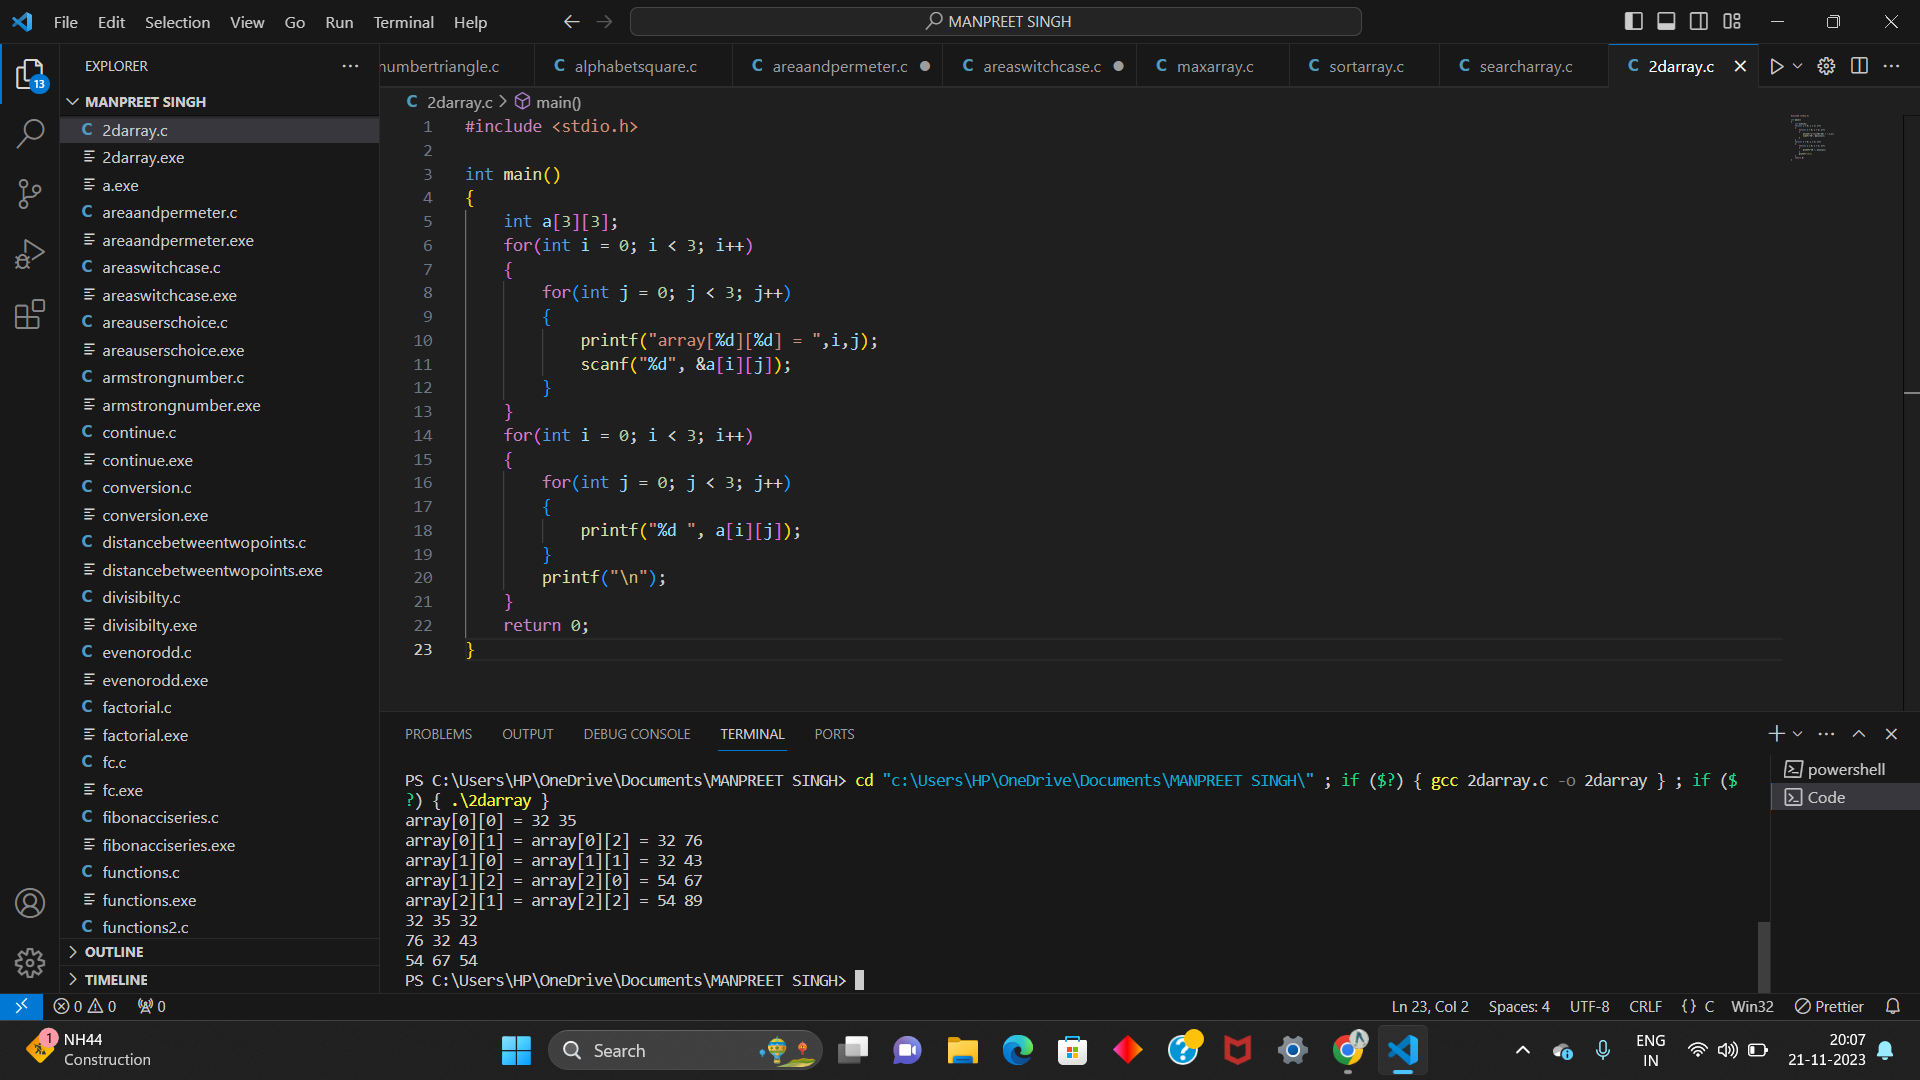 File Edit Selection View Go Run Terminal Help
MANPREET SINGH
EXPLORER
numbertriangle.c
alphabetsquare.c
areaandpermeter.c
areaswitchcase.c
maxarray.c
sortarray.c
searcharray.c
2darray.c
13
MANPREET SINGH
2darray.c
2darray.exe
a.exe
areaandpermeter.c
areaandpermeter.exe
areaswitchcase.c
areaswitchcase.exe
areauserschoice.c
areauserschoice.exe
armstrongnumber.c
armstrongnumber.exe
continue.c
continue.exe
conversion.c
conversion.exe
distancebetweentwopoints.c
distancebetweentwopoints.exe
divisibilty.c
divisibilty.exe
evenorodd.c
evenorodd.exe
factorial.c
factorial.exe
fc.c
fc.exe
fibonacciseries.c
fibonacciseries.exe
functions.c
functions.exe
functions2.c
OUTLINE
TIMELINE
2darray.c > main()
1 #include <stdio.h>
2
3 int main()
4 {
5     int a[3][3];
6     for(int i = 0; i < 3; i++)
7     {
8         for(int j = 0; j < 3; j++)
9         {
10             printf("array[%d][%d] = ",i,j);
11             scanf("%d", &a[i][j]);
12         }
13     }
14     for(int i = 0; i < 3; i++)
15     {
16         for(int j = 0; j < 3; j++)
17         {
18             printf("%d ", a[i][j]);
19         }
20         printf("\n");
21     }
22     return 0;
23 }
PROBLEMS OUTPUT DEBUG CONSOLE TERMINAL PORTS
PS C:\Users\HP\OneDrive\Documents\MANPREET SINGH> cd "c:\Users\HP\OneDrive\Documents\MANPREET SINGH\" ; if ($?) { gcc 2darray.c -o 2darray } ; if ($
?) { .\2darray }
array[0][0] = 32 35
array[0][1] = array[0][2] = 32 76
array[1][0] = array[1][1] = 32 43
array[1][2] = array[2][0] = 54 67
array[2][1] = array[2][2] = 54 89
32 35 32
76 32 43
54 67 54
PS C:\Users\HP\OneDrive\Documents\MANPREET SINGH>
powershell
Code
0 0 0
Ln 23, Col 2 Spaces: 4 UTF-8 CRLF {} C Win32 Prettier
1
NH44
Construction
Search
ENG
IN
20:07
21-11-2023